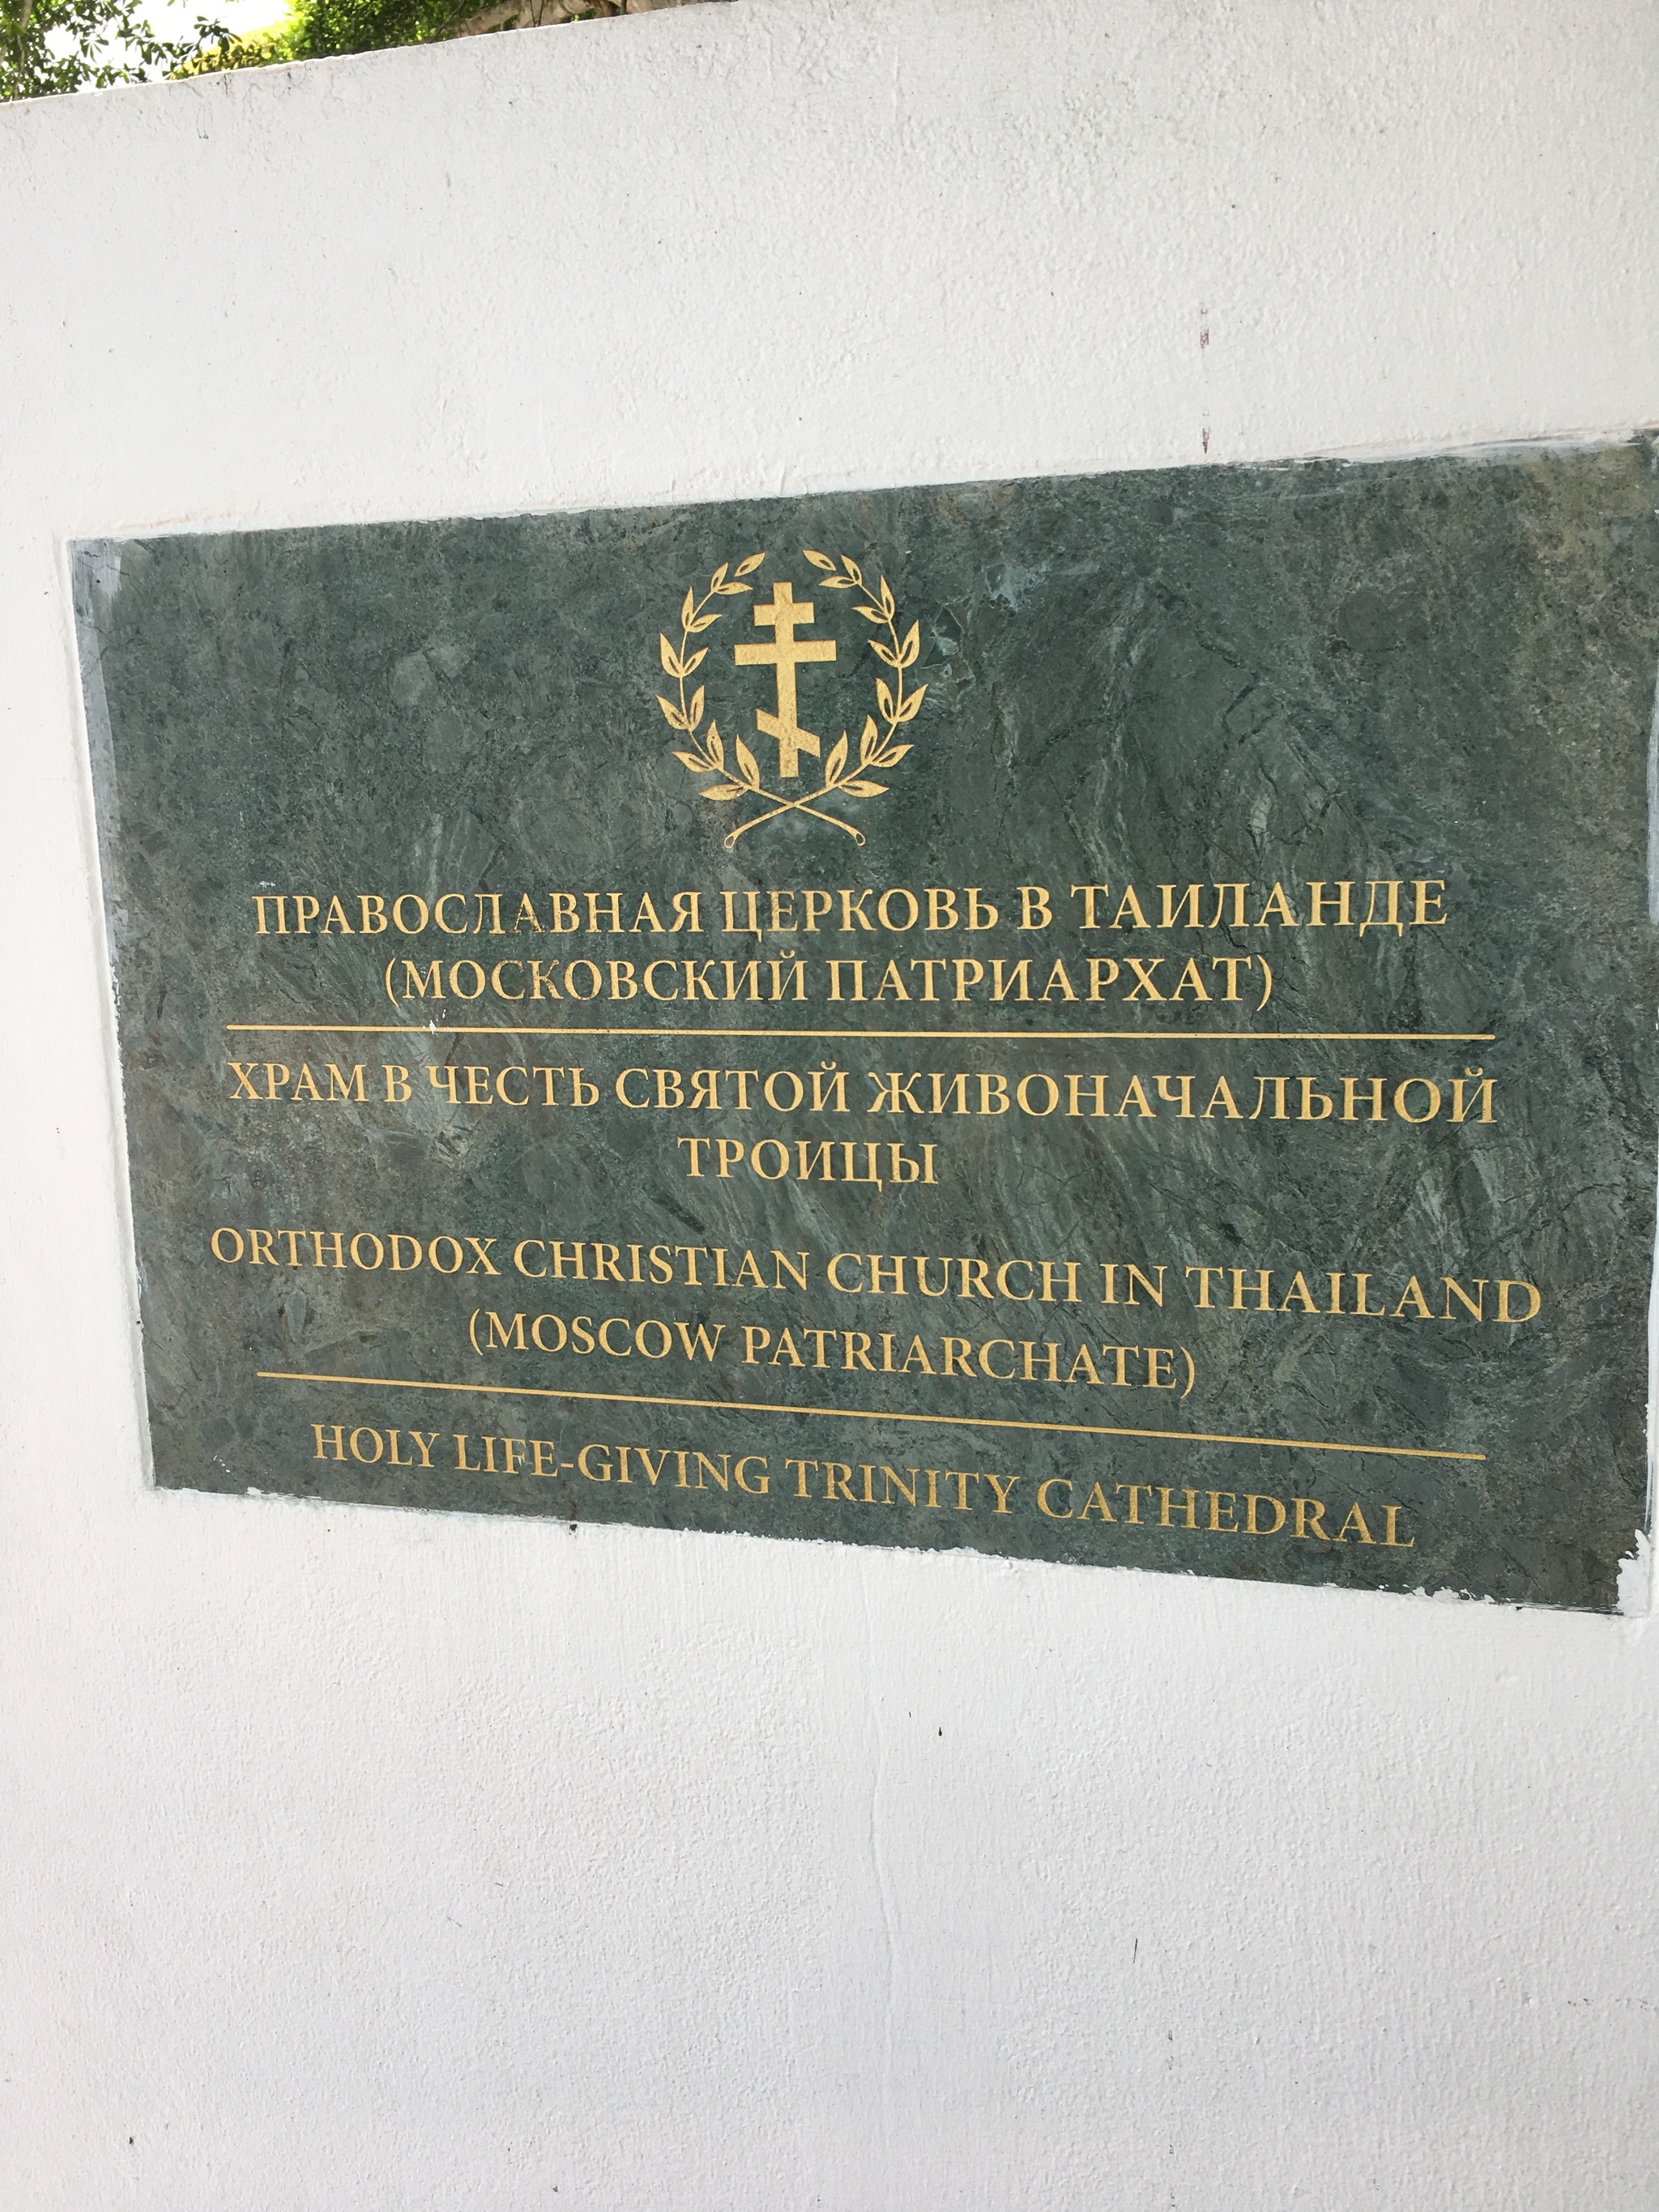 ПРАВОСЛАВНАЯ ЦЕРКОВЬ В ТАИЛАНДЕ
(МОСКОВСКИЙ ПАТРИАРХАТ)
ХРАМ В ЧЕСТЬ СВЯТОЙ ЖИВОНАЧАЛЬНОЙ
ТРОИЦЫ
ORTHODOX CHRISTIAN CHURCH IN THAILAND
(MOSCOW PATRIARCHATE)
HOLY LIFE-GIVING TRINITY CATHEDRAL